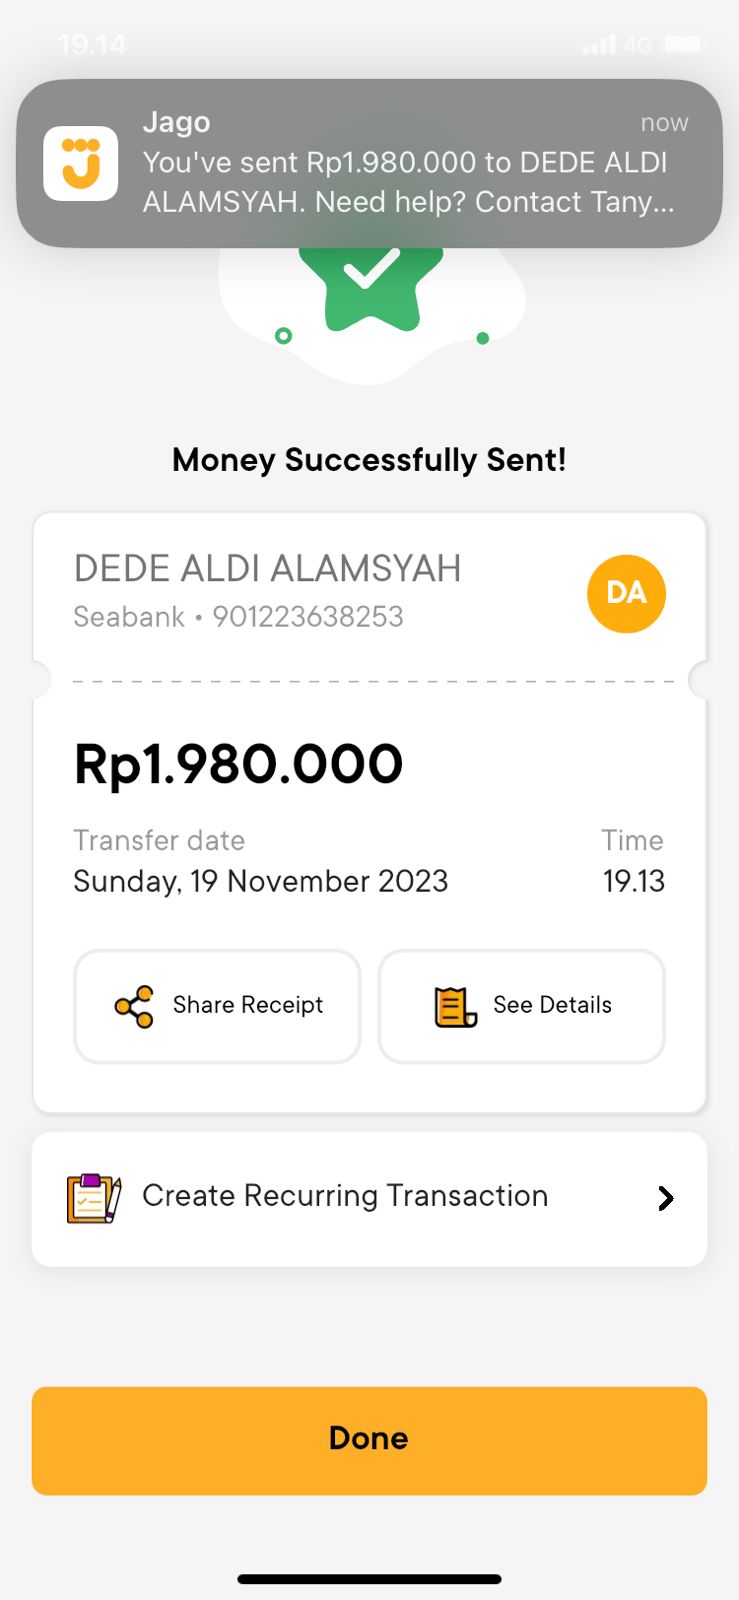 19.14
4G
Jago
now
You've sent Rp1.980.000 to DEDE ALDI
ALAMSYAH. Need help? Contact Tany...
Money Successfully Sent!
DEDE ALDI ALAMSYAH
Seabank • 901223638253
DA
Rp1.980.000
Transfer date
Time
Sunday, 19 November 2023
19.13
Share Receipt
See Details
Create Recurring Transaction
Done